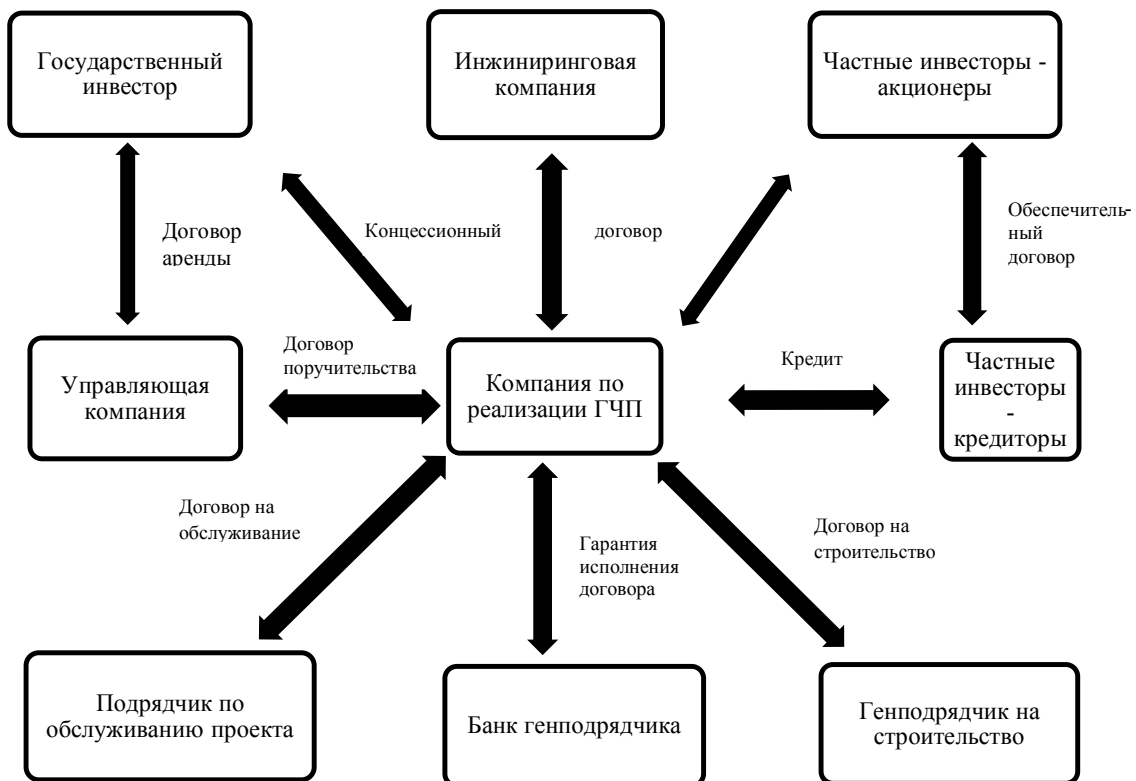 Государственный
инвестор
Инжиниринговая
компания
Частные инвесторы -
акционеры
Договор
аренды
Концессионный
договор
Обеспечитель-
ный
договор
Управляющая
компания
Договор
поручительства
Компания по
реализации ГЧП
Кредит
Частные
инвесторы
-
кредиторы
Договор на
обслуживание
Гарантия
исполнения
договора
Договор на
строительство
Подрядчик по
обслуживанию проекта
Банк генподрядчика
Генподрядчик на
строительство